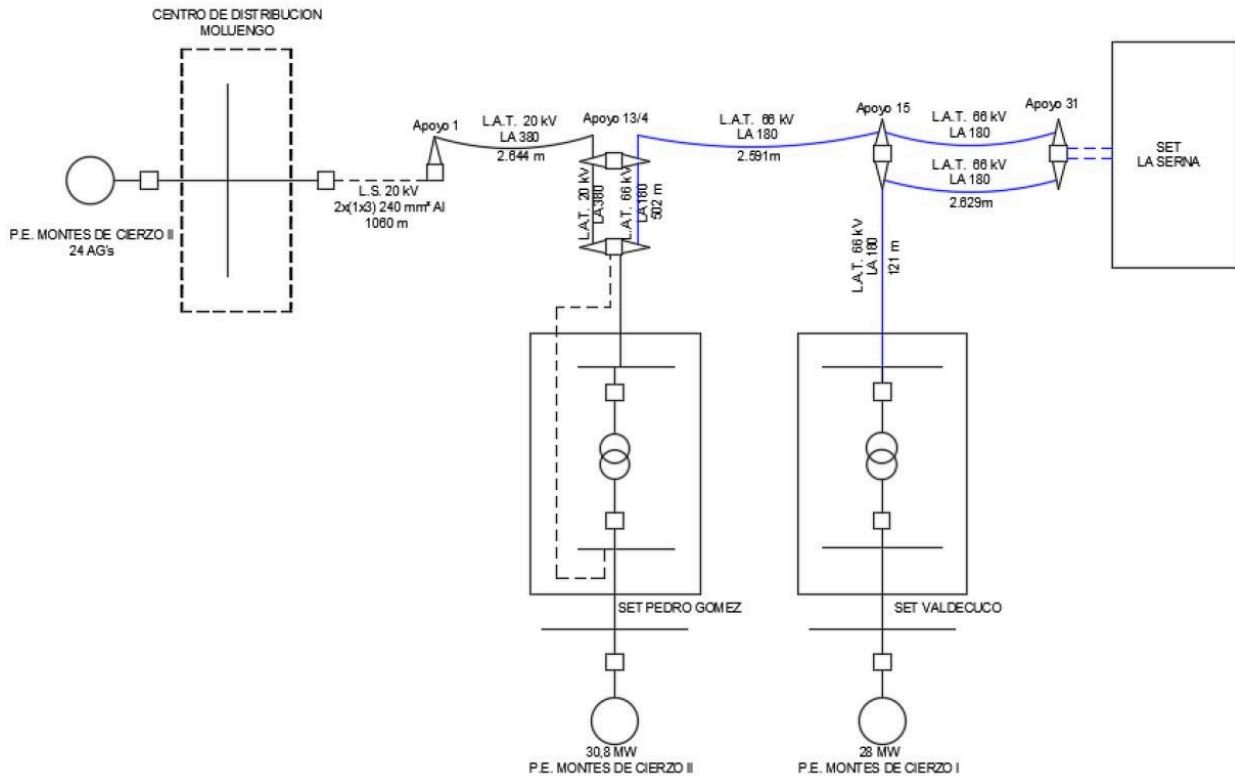 CENTRO DE DISTRIBUCION
MOLUENGO
P.E. MONTES DE CIERZO II
24 AG's
Apoyo 1
L.S. 20 kV
2x(1x3) 240 mm² Al
1060 m
L.A.T. 20 kV
LA 380
2.644 m
Apoyo 13/4
L.A.T. 20 kV
LA 380
L.A.T. 66 kV
LA 180
502 m
L.A.T. 66 kV
LA 180
2.591m
Apoyo 15
L.A.T. 66 kV
LA 180
Apoyo 31
L.A.T. 66 kV
LA 180
2.629m
L.A.T. 66 kV
LA 180
121 m
SET
LA SERNA
SET PEDRO GOMEZ
SET VALDECUCO
30,8 MW
P.E. MONTES DE CIERZO II
28 MW
P.E. MONTES DE CIERZO I